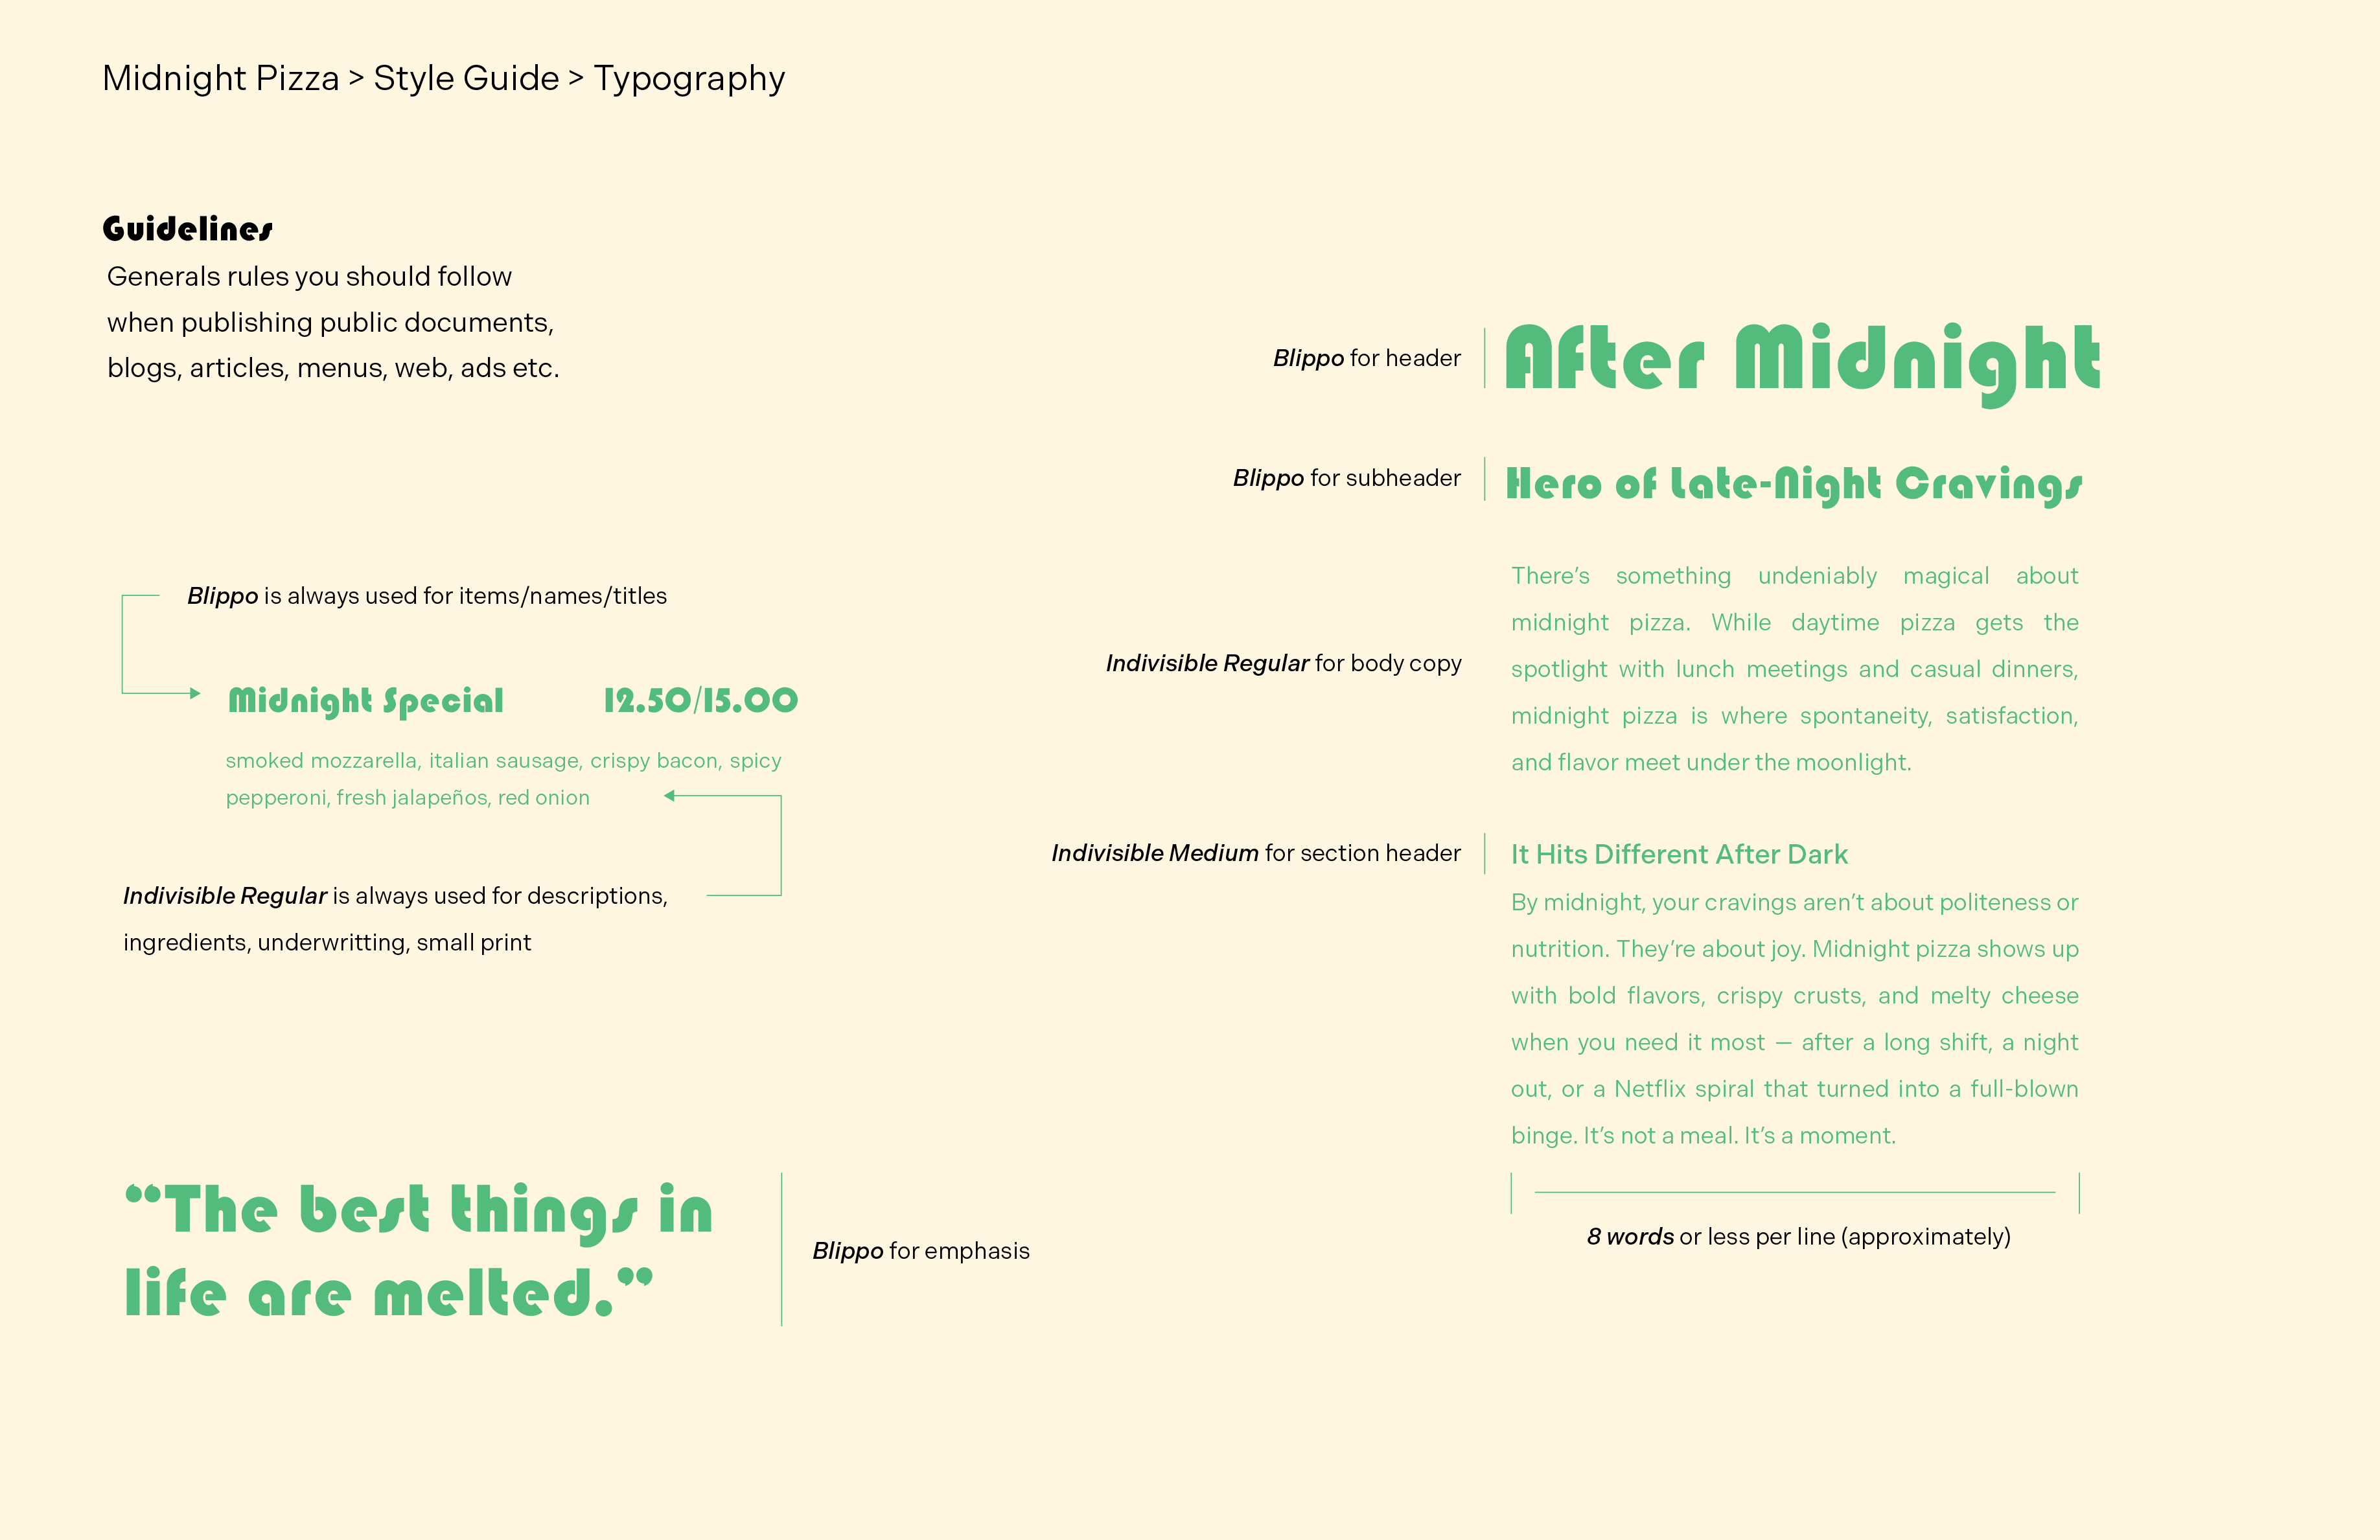 Midnight Pizza > Style Guide > Typography
Guidelines
Generals rules you should follow
when publishing public documents,
blogs, articles, menus, web, ads etc.
Blippo is always used for items/names/titles
Midnight Special 12.50/15.00
smoked mozzarella, italian sausage, crispy bacon, spicy
pepperoni, fresh jalapeños, red onion
Indivisible Regular is always used for descriptions,
ingredients, underwritting, small print
“The best things in
life are melted.”
Blippo for emphasis
Blippo for header
After Midnight
Blippo for subheader
Hero of Late-Night Cravings
Indivisible Regular for body copy
There’s something undeniably magical about
midnight pizza. While daytime pizza gets the
spotlight with lunch meetings and casual dinners,
midnight pizza is where spontaneity, satisfaction,
and flavor meet under the moonlight.
Indivisible Medium for section header
It Hits Different After Dark
By midnight, your cravings aren’t about politeness or
nutrition. They’re about joy. Midnight pizza shows up
with bold flavors, crispy crusts, and melty cheese
when you need it most — after a long shift, a night
out, or a Netflix spiral that turned into a full-blown
binge. It’s not a meal. It’s a moment.
8 words or less per line (approximately)